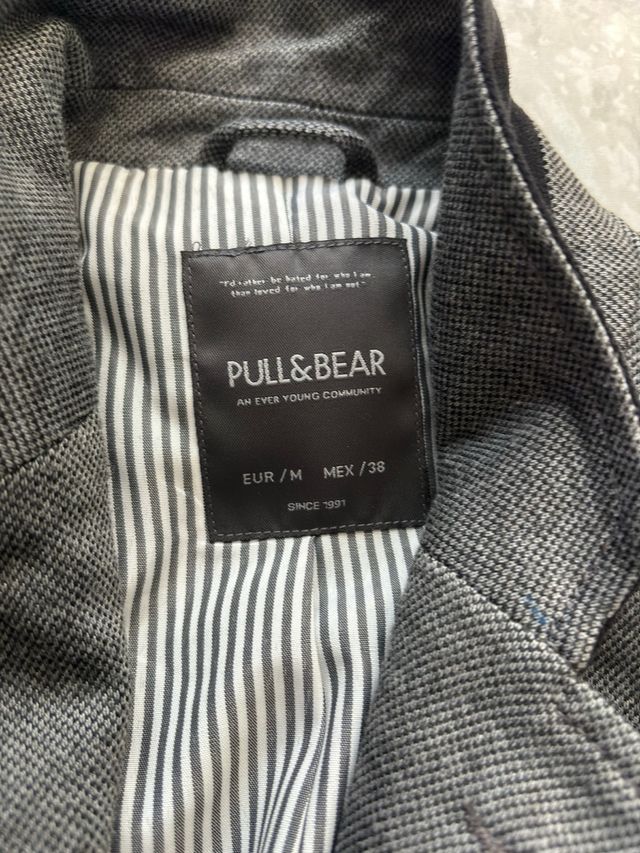 "I'd rather be hated for who I am
than loved for who I am not"
PULL&BEAR
AN EVER YOUNG COMMUNITY
EUR / M MEX / 38
SINCE 1991